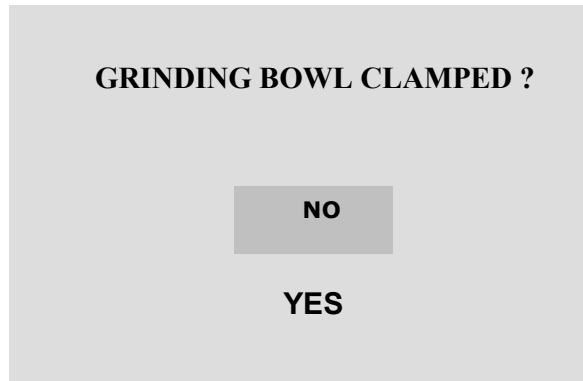 GRINDING BOWL CLAMPED ?
NO
YES